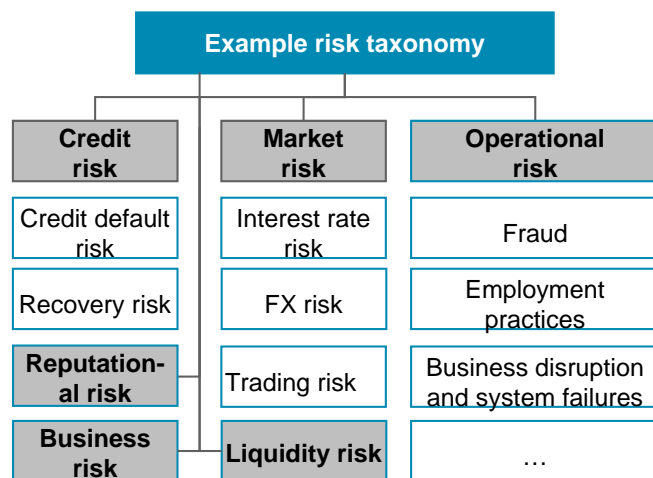 Example risk taxonomy
Credit
risk
Market
risk
Operational
risk
Credit default
risk
Interest rate
risk
Fraud
Recovery risk
FX risk
Employment
practices
Reputation-
al risk
Trading risk
Business disruption
and system failures
Business
risk
Liquidity risk
…